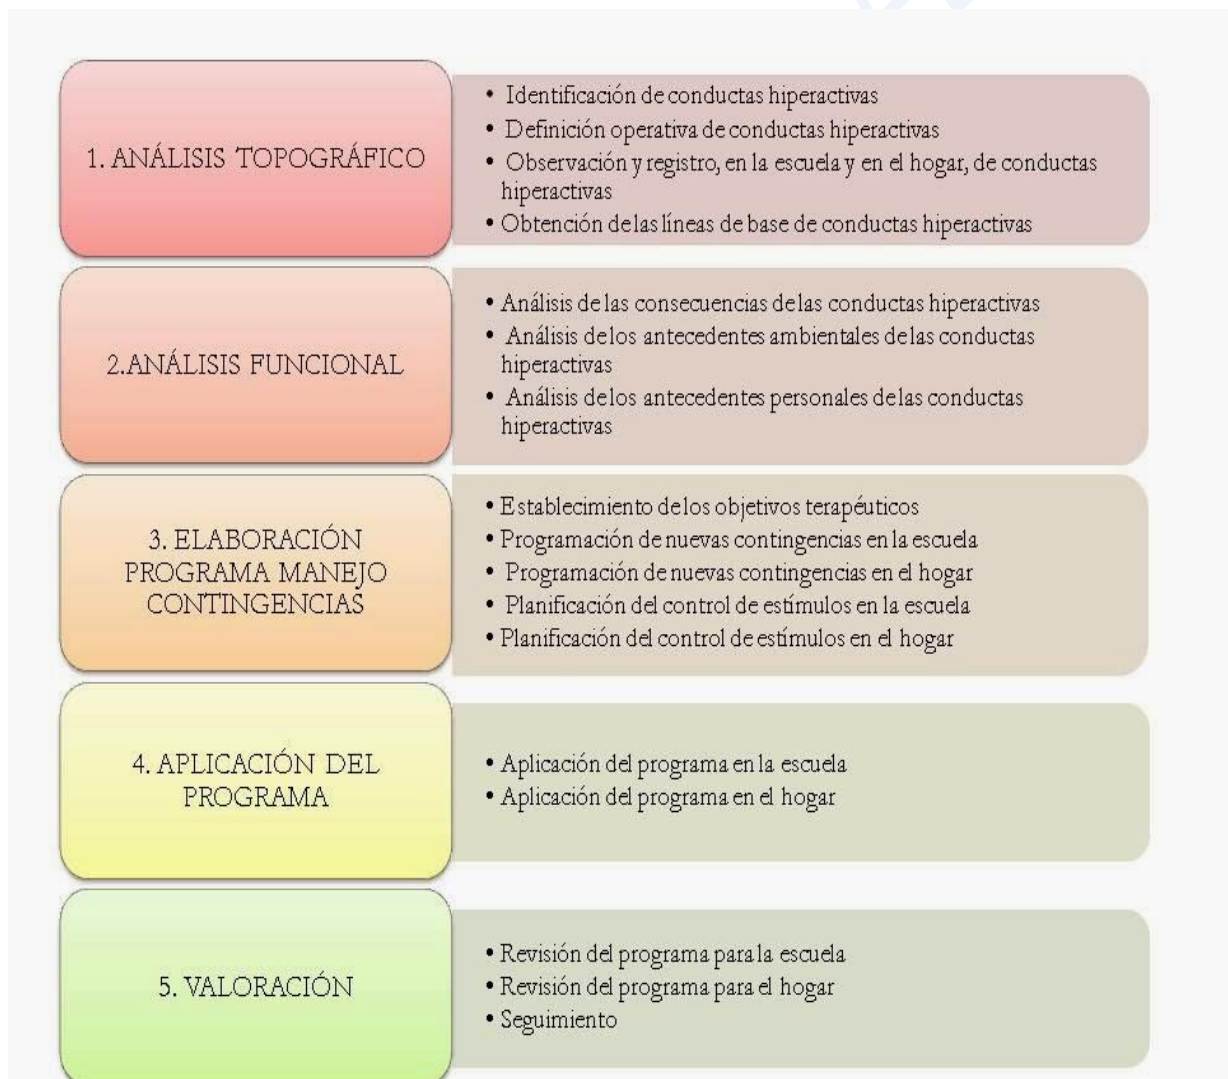 1. ANÁLISIS TOPOGRÁFICO
• Identificación de conductas hiperactivas
• Definición operativa de conductas hiperactivas
• Observación y registro, en la escuela y en el hogar, de conductas
hiperactivas
• Obtención de las líneas de base de conductas hiperactivas
2.ANÁLISIS FUNCIONAL
• Análisis de las consecuencias de las conductas hiperactivas
• Análisis de los antecedentes ambientales de las conductas
hiperactivas
• Análisis de los antecedentes personales de las conductas
hiperactivas
3. ELABORACIÓN
PROGRAMA MANEJO
CONTINGENCIAS
• Establecimiento de los objetivos terapéuticos
• Programación de nuevas contingencias en la escuela
• Programación de nuevas contingencias en el hogar
• Planificación del control de estímulos en la escuela
• Planificación del control de estímulos en el hogar
4. APLICACIÓN DEL
PROGRAMA
• Aplicación del programa en la escuela
• Aplicación del programa en el hogar
5. VALORACIÓN
• Revisión del programa para la escuela
• Revisión del programa para el hogar
• Seguimiento